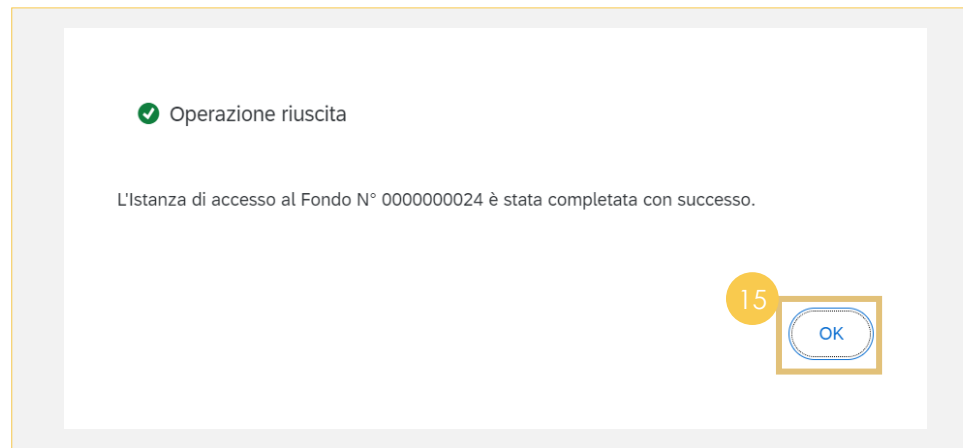 Operazione riuscita
L'Istanza di accesso al Fondo N° 0000000024 è stata completata con successo.
15
OK